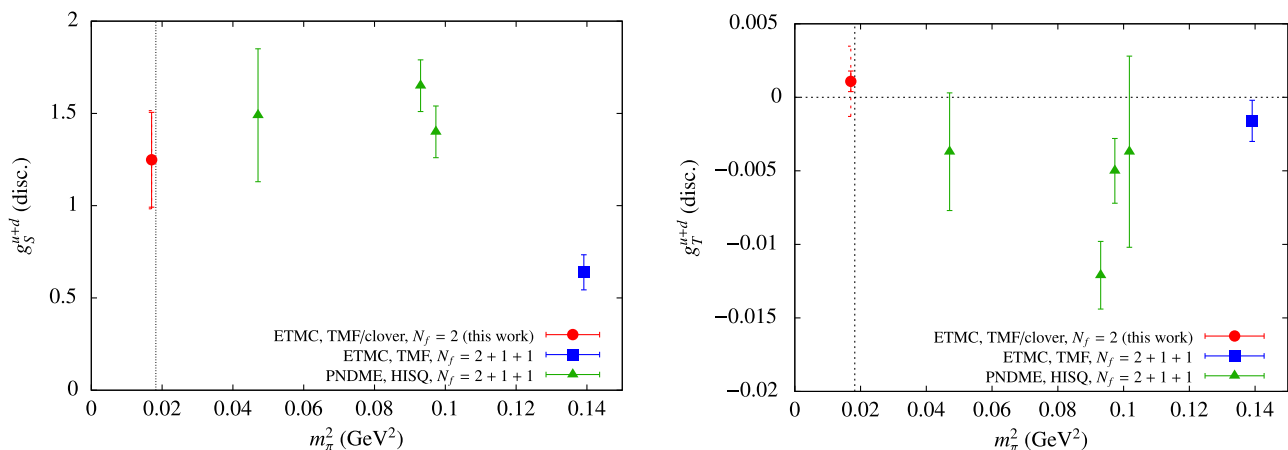 2
1.5
1
0.5
0
0
0.02
0.04
0.06
0.08
0.1
0.12
0.14
g_S^{u+d} (disc.)
m_π^2 (GeV^2)
ETMC, TMF/clover, N_f = 2 (this work)
ETMC, TMF, N_f = 2 + 1 + 1
PNDME, HISQ, N_f = 2 + 1 + 1
0.005
0
−0.005
−0.01
−0.015
−0.02
0
0.02
0.04
0.06
0.08
0.1
0.12
0.14
g_T^{u+d} (disc.)
m_π^2 (GeV^2)
ETMC, TMF/clover, N_f = 2 (this work)
ETMC, TMF, N_f = 2 + 1 + 1
PNDME, HISQ, N_f = 2 + 1 + 1